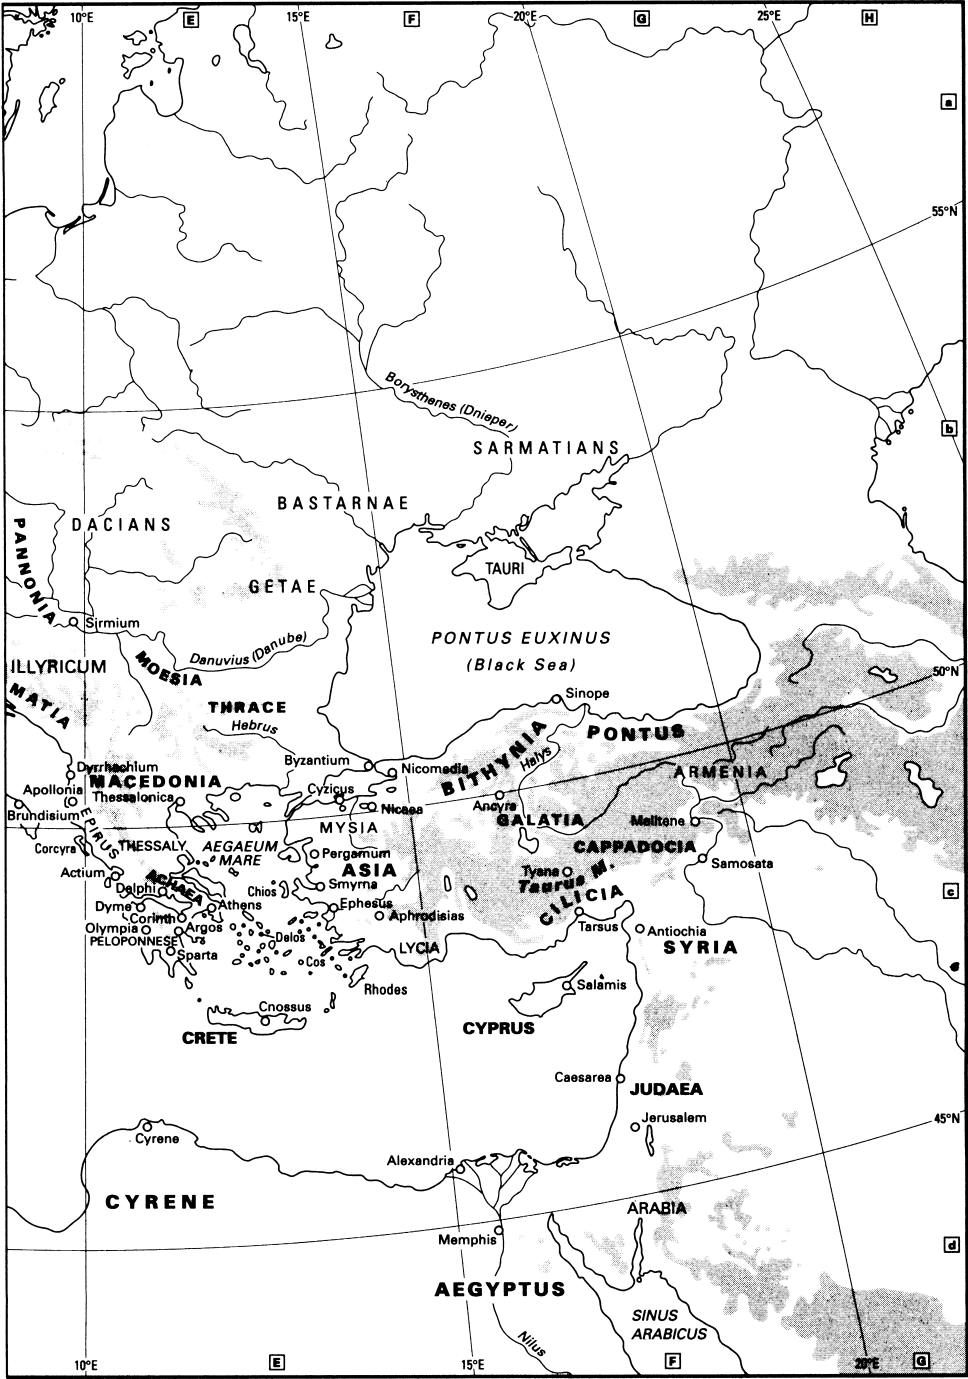 10°E
E
15°E
F
20°E
G
25°E
H
a
55°N
Borysthenes (Dnieper)
b
SARMATIANS
BASTARNAE
DACIANS
PANNONIA
TAURI
GETAE
Sirmium
PONTUS EUXINUS
(Black Sea)
Danuvius (Danube)
ILLYRICUM
MOESIA
50°N
MATIA
Sinope
THRACE
Hebrus
PONTUS
BITHYNIA
Halys
Byzantium
Dyrrhachium
Nicomedia
ARMENIA
MACEDONIA
Apollonia
Thessalonica
Cyzicus
Ancyra
Nicaea
Brundisium
GALATIA
Malitene
EPIRUS
MYSIA
THESSALY
AEGAEUM
MARE
Corcyra
Pergamum
CAPPADOCIA
Samosata
Actium
ASIA
Tyana
Taurus M.
ACHAEA
Delphi
Chios
Smyrna
CILICIA
c
Dyme
Athens
Ephesus
Corinth
Aphrodisias
Olympia
Argos
Tarsus
Antiochia
PELOPONNESE
Delos
LYCIA
SYRIA
Sparta
Cos
Rhodes
Salamis
Cnossus
CRETE
CYPRUS
Caesarea
JUDAEA
Jerusalem
45°N
Cyrene
Alexandria
CYRENE
ARABIA
Memphis
d
AEGYPTUS
SINUS
ARABICUS
Nilus
10°E
E
15°E
F
20°E
G